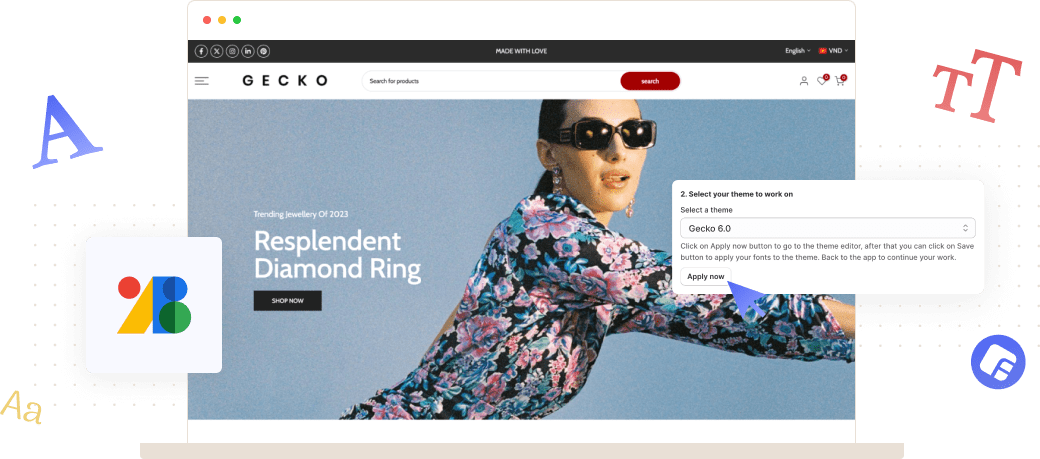 MADE WITH LOVE
English
VND
GECKO
Search for products
search
0
0
A
TT
Trending Jewellery Of 2023
Resplendent
Diamond Ring
SHOP NOW
2. Select your theme to work on
Select a theme
Gecko 6.0
Click on Apply now button to go to the theme editor, after that you can click on Save
button to apply your fonts to the theme. Back to the app to continue your work.
Apply now
Aa
F